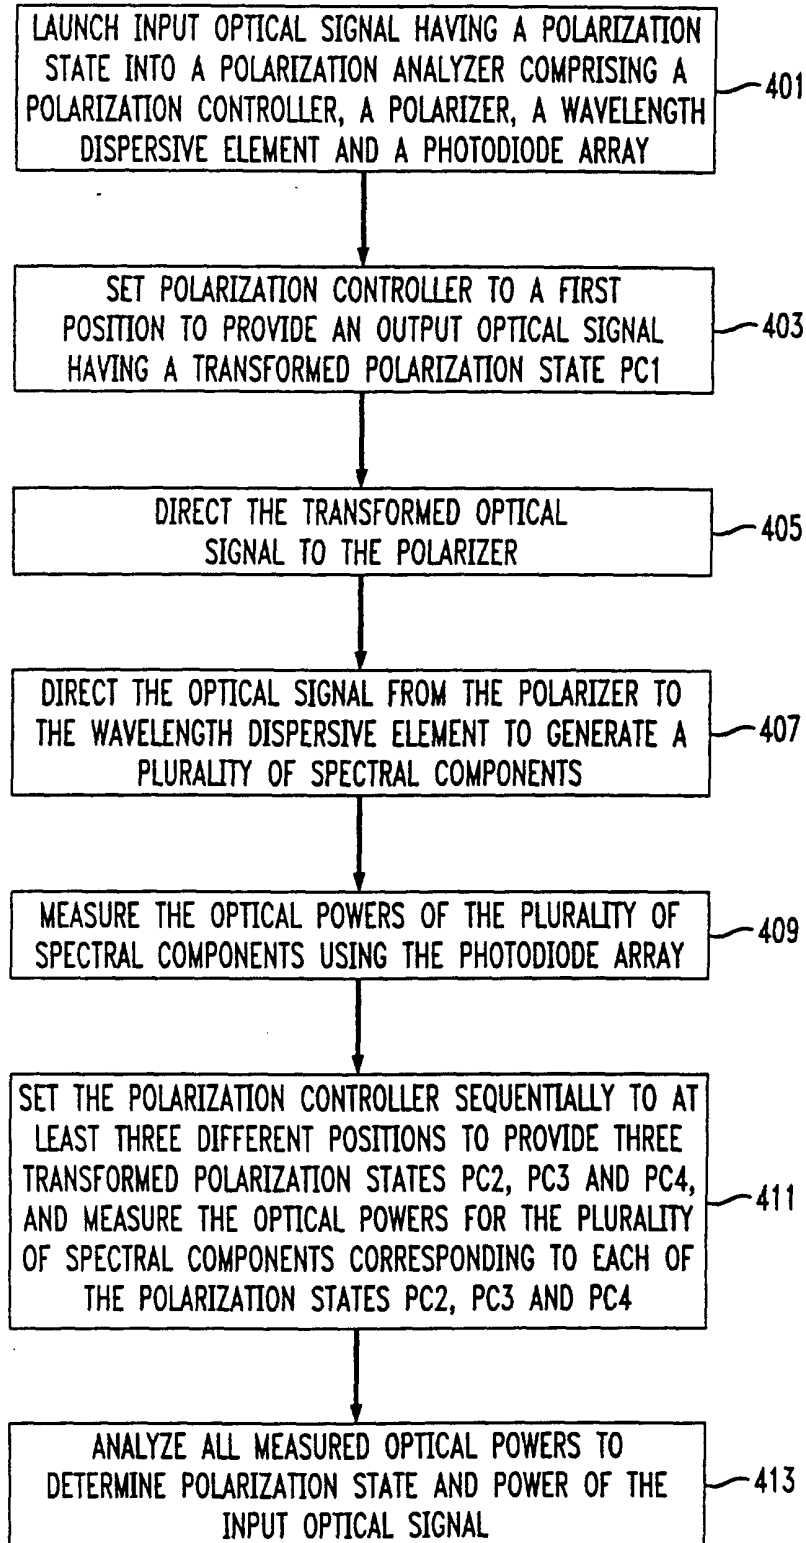 LAUNCH INPUT OPTICAL SIGNAL HAVING A POLARIZATION
STATE INTO A POLARIZATION ANALYZER COMPRISING A
POLARIZATION CONTROLLER, A POLARIZER, A WAVELENGTH
DISPERSIVE ELEMENT AND A PHOTODIODE ARRAY
401
SET POLARIZATION CONTROLLER TO A FIRST
POSITION TO PROVIDE AN OUTPUT OPTICAL SIGNAL
HAVING A TRANSFORMED POLARIZATION STATE PC1
403
DIRECT THE TRANSFORMED OPTICAL
SIGNAL TO THE POLARIZER
405
DIRECT THE OPTICAL SIGNAL FROM THE POLARIZER TO
THE WAVELENGTH DISPERSIVE ELEMENT TO GENERATE A
PLURALITY OF SPECTRAL COMPONENTS
407
MEASURE THE OPTICAL POWERS OF THE PLURALITY OF
SPECTRAL COMPONENTS USING THE PHOTODIODE ARRAY
409
SET THE POLARIZATION CONTROLLER SEQUENTIALLY TO AT
LEAST THREE DIFFERENT POSITIONS TO PROVIDE THREE
TRANSFORMED POLARIZATION STATES PC2, PC3 AND PC4,
AND MEASURE THE OPTICAL POWERS FOR THE PLURALITY
OF SPECTRAL COMPONENTS CORRESPONDING TO EACH OF
THE POLARIZATION STATES PC2, PC3 AND PC4
411
ANALYZE ALL MEASURED OPTICAL POWERS TO
DETERMINE POLARIZATION STATE AND POWER OF THE
INPUT OPTICAL SIGNAL
413